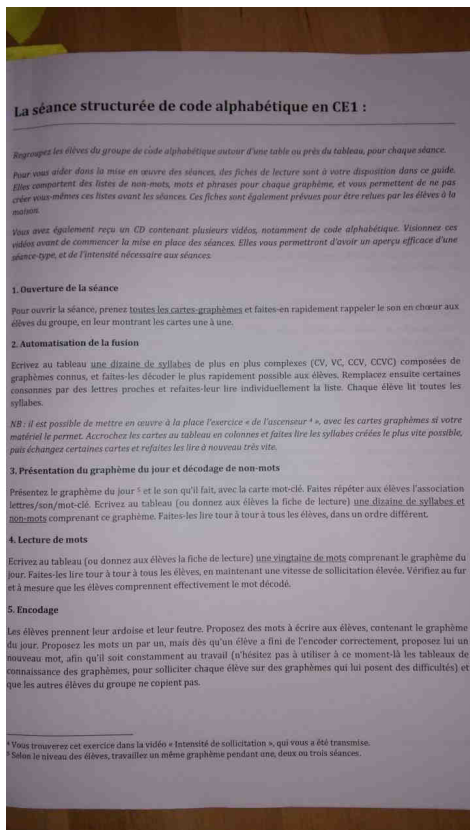 La séance structurée de code alphabétique en CE1 :
Regroupez les élèves du groupe de code alphabétique autour d'une table ou près du tableau, pour chaque séance.
Pour vous aider dans la mise en œuvre des séances, des fiches de lecture sont à votre disposition dans ce guide.
Elles comportent des listes de non-mots, mots et phrases pour chaque graphème, et vous permettent de ne pas
créer vous-mêmes ces listes avant les séances. Ces fiches sont également prévues pour être relues par les élèves à la
maison.
Vous avez également reçu un CD contenant plusieurs vidéos, notamment de code alphabétique. Visionnez ces
vidéos avant de commencer la mise en place des séances. Elles vous permettront d'avoir un aperçu efficace d'une
séance-type, et de l'intensité nécessaire aux séances.
1. Ouverture de la séance
Pour ouvrir la séance, prenez toutes les cartes-graphèmes et faites-en rapidement rappeler le son en chœur aux
élèves du groupe, en leur montrant les cartes une à une.
2. Automatisation de la fusion
Ecrivez au tableau une dizaine de syllabes de plus en plus complexes (CV, VC, CCV, CCVC) composées de
graphèmes connus, et faites-les décoder le plus rapidement possible aux élèves. Remplacez ensuite certaines
consonnes par des lettres proches et refaites-leur lire individuellement la liste. Chaque élève lit toutes les
syllabes.
NB : il est possible de mettre en œuvre à la place l'exercice « de l'ascenseur ⁴ », avec les cartes graphèmes si votre
matériel le permet. Accrochez les cartes au tableau en colonnes et faites lire les syllabes créées le plus vite possible,
puis échangez certaines cartes et refaites les lire à nouveau très vite.
3. Présentation du graphème du jour et décodage de non-mots
Présentez le graphème du jour ⁵ et le son qu'il fait, avec la carte mot-clé. Faites répéter aux élèves l'association
lettres/son/mot-clé. Ecrivez au tableau (ou donnez aux élèves la fiche de lecture) une dizaine de syllabes et
non-mots comprenant ce graphème. Faites-les lire tour à tour à tous les élèves, dans un ordre différent.
4. Lecture de mots
Ecrivez au tableau (ou donnez aux élèves la fiche de lecture) une vingtaine de mots comprenant le graphème du
jour. Faites-les lire tour à tour à tous les élèves, en maintenant une vitesse de sollicitation élevée. Vérifiez au fur
et à mesure que les élèves comprennent effectivement le mot décodé.
5. Encodage
Les élèves prennent leur ardoise et leur feutre. Proposez des mots à écrire aux élèves, contenant le graphème
du jour. Proposez les mots un par un, mais dès qu'un élève a fini de l'encoder correctement, proposez lui un
nouveau mot, afin qu'il soit constamment au travail (n'hésitez pas à utiliser à ce moment-là les tableaux de
connaissance des graphèmes, pour solliciter chaque élève sur des graphèmes qui lui posent des difficultés) et
que les autres élèves du groupe ne copient pas.
⁴ Vous trouverez cet exercice dans la vidéo « Intensité de sollicitation », qui vous a été transmise.
⁵ Selon le niveau des élèves, travaillez un même graphème pendant une, deux ou trois séances.